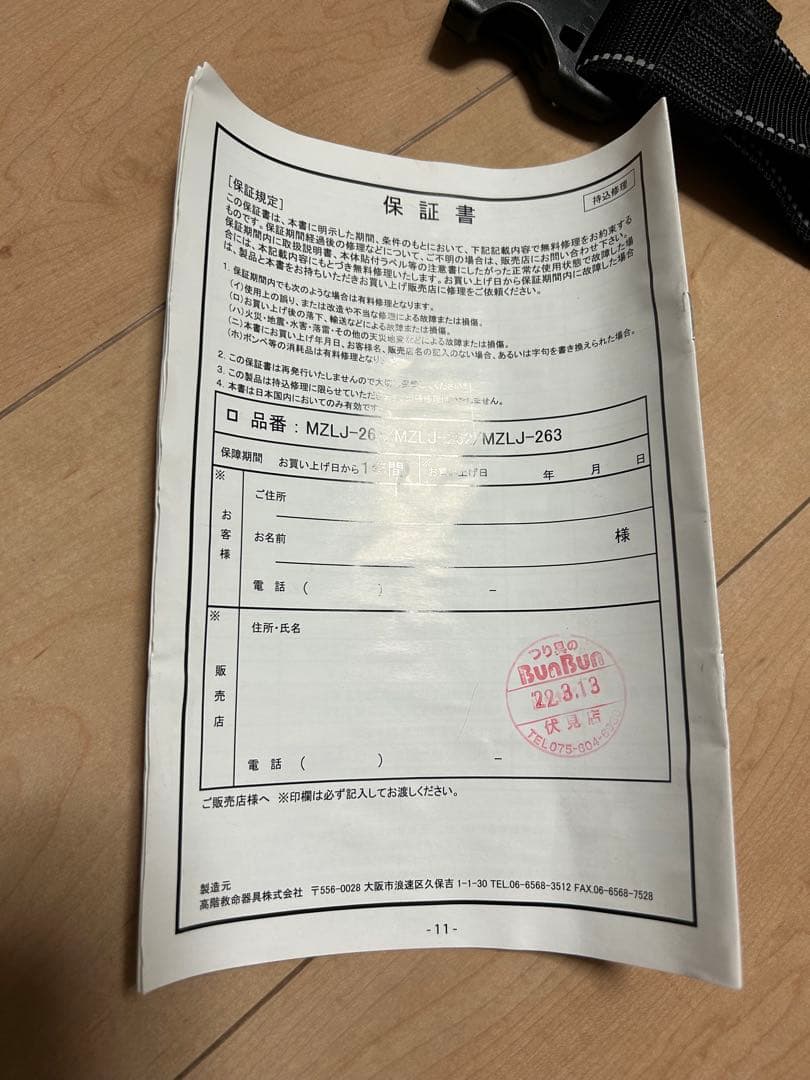 保証書
持込修理
[保証規定]
この保証書は、本書に明示した期間、条件のもとにおいて、下記記載内容で無料修理をお約束する
ものです。保証期間経過後の修理などについて、ご不明の場合は、販売店にお問い合わせ下さい。
保証期間内に取扱説明書、本体貼付ラベル等の注意書にしたがった正常な使用状態で故障した場
合には、本記載内容にもとづき無料修理いたします。お買い上げ日から保証期間内に故障した場合
は、製品と本書をお持ちいただきお買い上げ販売店に修理をご依頼ください。
1. 保証期間内でも次のような場合は有料修理となります。
(イ)使用上の誤り、または改造や不当な修理による故障または損傷。
(ロ)お買い上げ後の落下、輸送などによる故障または損傷。
(ハ)火災・地震・水害・落雷・その他の天災地変などによる故障または損傷。
(ニ)本書にお買い上げ年月日、お客様名、販売店名の記入のない場合、あるいは字句を書き換えられた場合。
(ホ)ボンベ等の消耗品は有料修理となり
2. この保証書は再発行いたしませんので大切
3. この製品は持込修理に限らせていただ
4. 本書は日本国内においてのみ有効です
ロ 品番：MZLJ-26 /MZLJ- /MZLJ-263
保障期間 お買い上げ日から1年間 お買い上げ日 年 月 日
※
お客様
ご住所
お名前 様
電話 ( ) －
※
販売店
住所・氏名
つり具の
BunBun
22.3.13
伏見店
TEL075-604-
電話 ( ) －
ご販売店様へ ※印欄は必ず記入してお渡しください。
製造元
高階救命器具株式会社 〒556-0028 大阪市浪速区久保吉 1-1-30 TEL.06-6568-3512 FAX.06-6568-7528
- 11 -